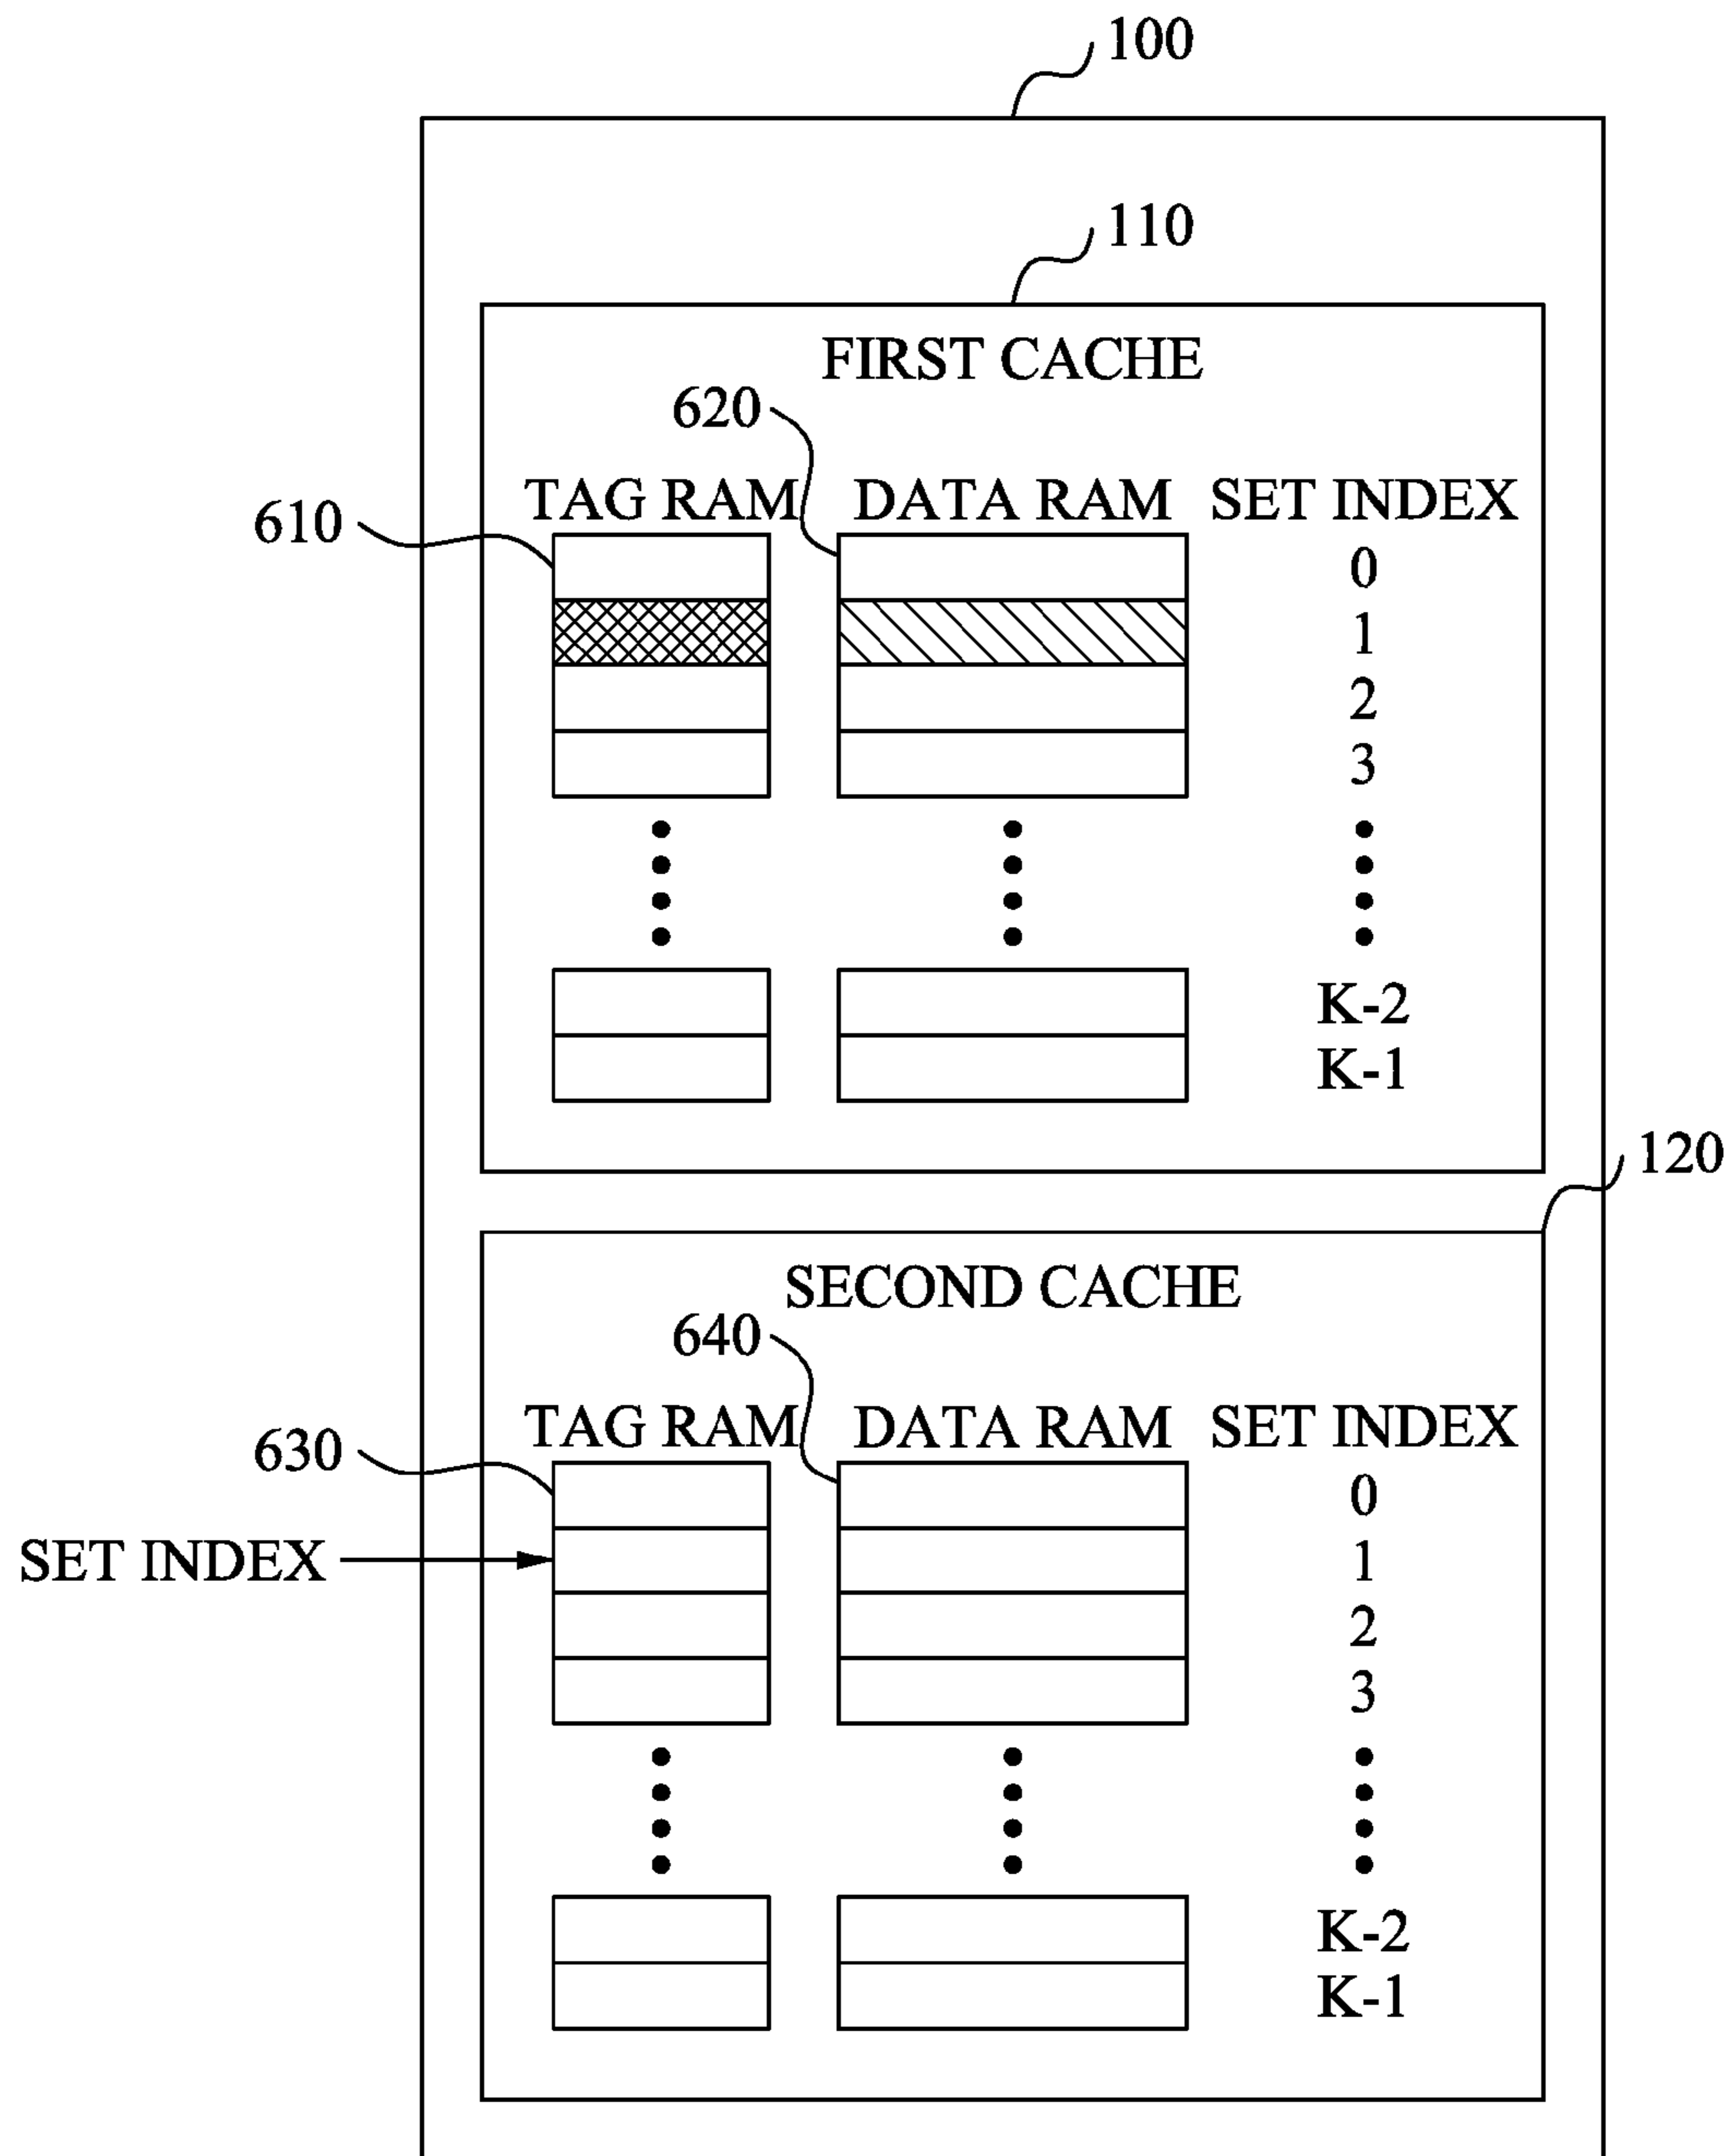 100
110
FIRST CACHE
620
TAG RAM DATA RAM SET INDEX
610
0
1
2
3
K-2
K-1
120
SECOND CACHE
640
TAG RAM DATA RAM SET INDEX
630
0
SET INDEX 1
2
3
K-2
K-1